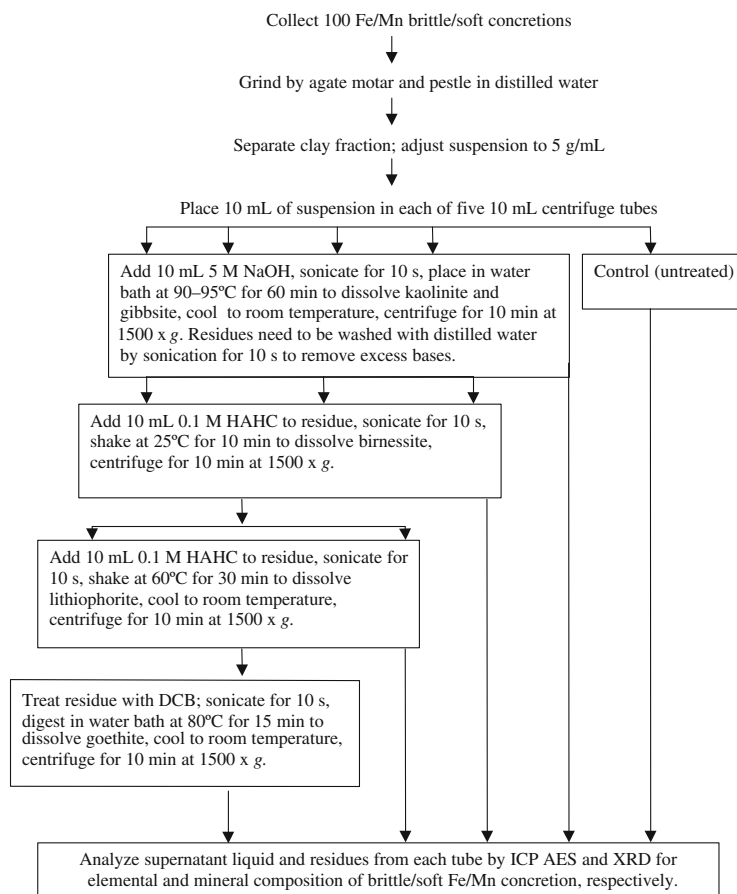 Collect 100 Fe/Mn brittle/soft concretions
Grind by agate motar and pestle in distilled water
Separate clay fraction; adjust suspension to 5 g/mL
Place 10 mL of suspension in each of five 10 mL centrifuge tubes
Add 10 mL 5 M NaOH, sonicate for 10 s, place in water
bath at 90–95ºC for 60 min to dissolve kaolinite and
gibbsite, cool to room temperature, centrifuge for 10 min at
1500 x g. Residues need to be washed with distilled water
by sonication for 10 s to remove excess bases.
Control (untreated)
Add 10 mL 0.1 M HAHC to residue, sonicate for 10 s,
shake at 25ºC for 10 min to dissolve birnessite,
centrifuge for 10 min at 1500 x g.
Add 10 mL 0.1 M HAHC to residue, sonicate for
10 s, shake at 60ºC for 30 min to dissolve
lithiophorite, cool to room temperature,
centrifuge for 10 min at 1500 x g.
Treat residue with DCB; sonicate for 10 s,
digest in water bath at 80ºC for 15 min to
dissolve goethite, cool to room temperature,
centrifuge for 10 min at 1500 x g.
Analyze supernatant liquid and residues from each tube by ICP AES and XRD for
elemental and mineral composition of brittle/soft Fe/Mn concretion, respectively.